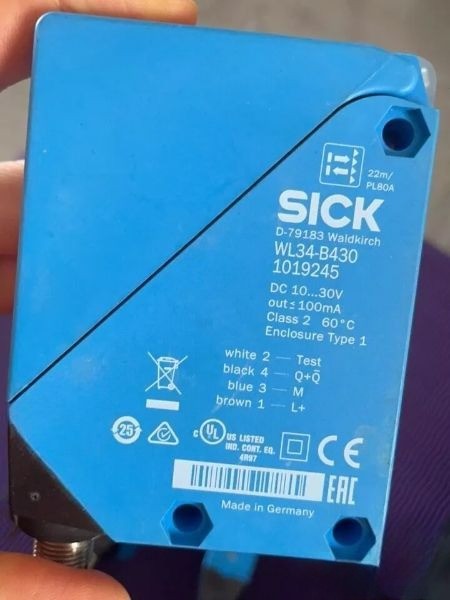 22m/
PL80A
SICK
D-79183 Waldkirch
WL34-B430
1019245
DC 10...30V
out≤100mA
Class 2 60°C
Enclosure Type 1
white 2 — Test
black 4 — Q+Q̅
blue 3 — M
brown 1 — L+
25
C UL US LISTED
IND. CONT. EQ.
4R97
CE
EAC
Made in Germany